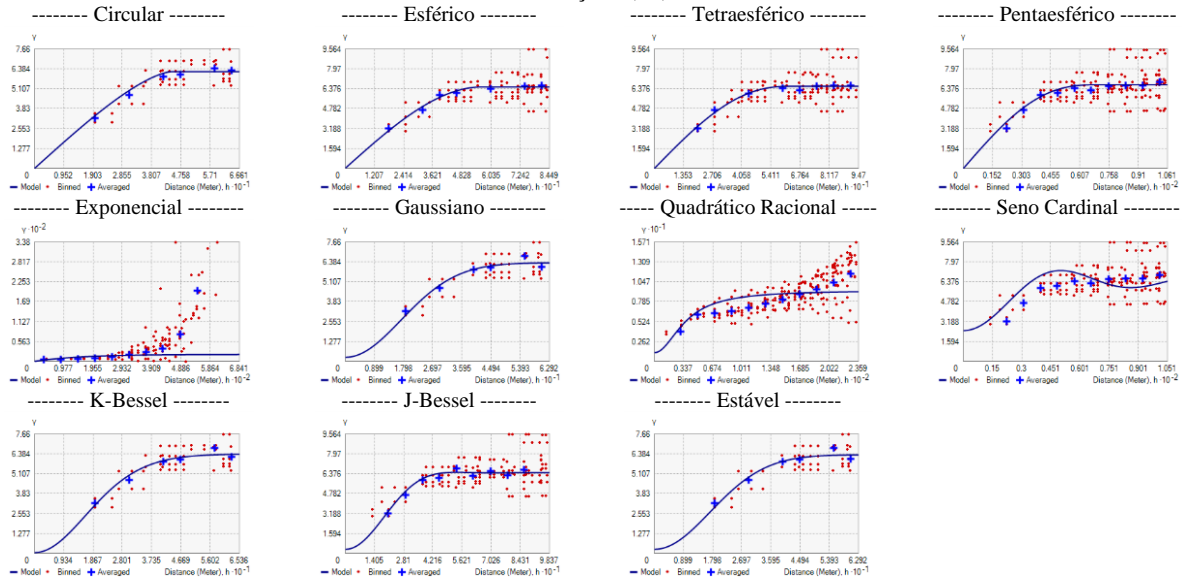 -------- Circular --------
-------- Esférico --------
-------- Tetraesférico --------
-------- Pentaesférico --------
γ
7.66
6.384
5.107
3.83
2.553
1.277
0 0.952 1.903 2.855 3.807 4.758 5.71 6.661
Model Binned Averaged Distance (Meter), h ·10⁻¹
γ
9.564
7.97
6.376
4.782
3.188
1.594
0 1.207 2.414 3.621 4.828 6.035 7.242 8.449
Model Binned Averaged Distance (Meter), h ·10⁻¹
γ
9.564
7.97
6.376
4.782
3.188
1.594
0 1.353 2.706 4.058 5.411 6.764 8.117 9.47
Model Binned Averaged Distance (Meter), h ·10⁻¹
γ
9.564
7.97
6.376
4.782
3.188
1.594
0 0.152 0.303 0.455 0.607 0.758 0.91 1.061
Model Binned Averaged Distance (Meter), h ·10⁻²
-------- Exponencial --------
-------- Gaussiano --------
----- Quadrático Racional -----
-------- Seno Cardinal --------
γ ·10⁻²
3.38
2.817
2.253
1.69
1.127
0.563
0 0.977 1.955 2.932 3.909 4.886 5.864 6.841
Model Binned Averaged Distance (Meter), h ·10⁻²
γ
7.66
6.384
5.107
3.83
2.553
1.277
0 0.899 1.798 2.697 3.595 4.494 5.393 6.292
Model Binned Averaged Distance (Meter), h ·10⁻¹
γ ·10⁻¹
1.571
1.309
1.047
0.785
0.524
0.262
0 0.337 0.674 1.011 1.348 1.685 2.022 2.359
Model Binned Averaged Distance (Meter), h ·10⁻²
γ
9.564
7.97
6.376
4.782
3.188
1.594
0 0.15 0.3 0.451 0.601 0.751 0.901 1.051
Model Binned Averaged Distance (Meter), h ·10⁻²
-------- K-Bessel --------
-------- J-Bessel --------
-------- Estável --------
γ
7.66
6.384
5.107
3.83
2.553
1.277
0 0.934 1.867 2.801 3.735 4.669 5.602 6.536
Model Binned Averaged Distance (Meter), h ·10⁻¹
γ
9.564
7.97
6.376
4.782
3.188
1.594
0 1.405 2.81 4.216 5.621 7.026 8.431 9.837
Model Binned Averaged Distance (Meter), h ·10⁻¹
γ
7.66
6.384
5.107
3.83
2.553
1.277
0 0.899 1.798 2.697 3.595 4.494 5.393 6.292
Model Binned Averaged Distance (Meter), h ·10⁻¹